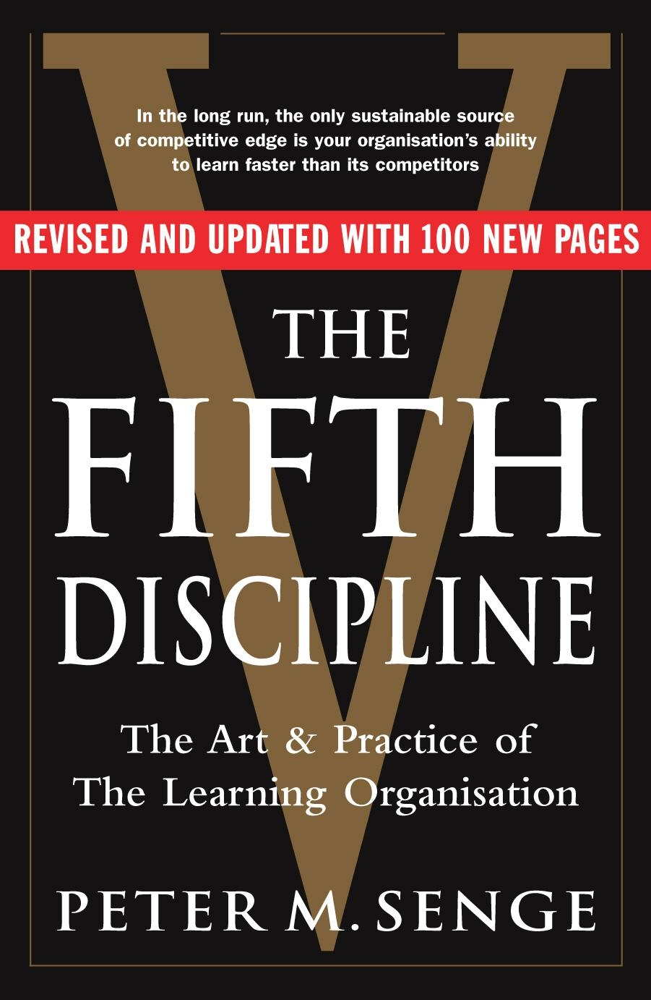 In the long run, the only sustainable source
of competitive edge is your organisation's ability
to learn faster than its competitors
REVISED AND UPDATED WITH 100 NEW PAGES
V
THE
FIFTH
DISCIPLINE
The Art & Practice of
The Learning Organisation
PETER M. SENGE